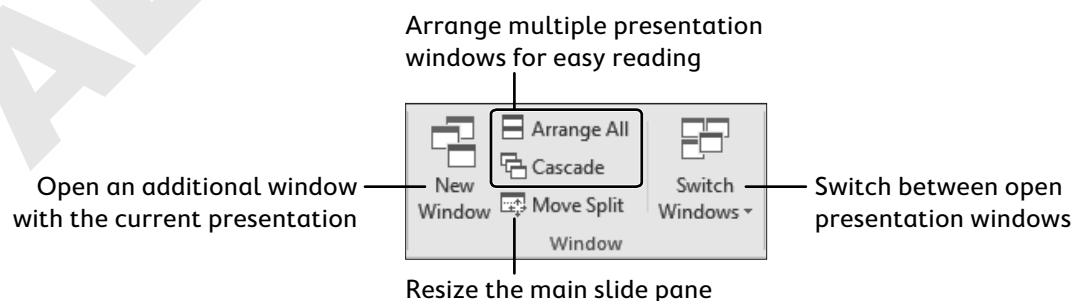 Arrange multiple presentation
windows for easy reading
Arrange All
Cascade
Open an additional window
with the current presentation
New
Window
Move Split
Switch
Windows
Switch between open
presentation windows
Window
Resize the main slide pane